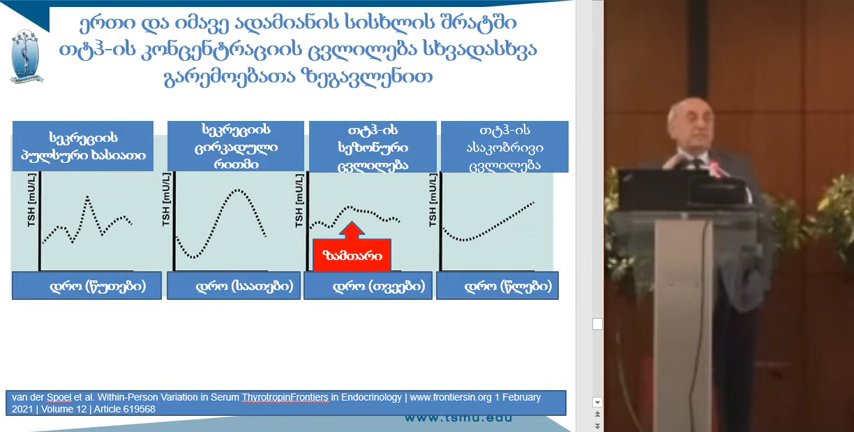 ერთი და იმავე ადამიანის სისხლის შრატში
თტჰ-ის კონცენტრაციის ცვლილება სხვადასხვა
გარემოებათა ზეგავლენით
სეკრეციის
პულსური ხასიათი
სეკრეციის
ცირკადული
რითმი
თტჰ-ის
სეზონური
ცვლილება
თტჰ-ის
ასაკობრივი
ცვლილება
TSH [mU/L]
TSH [mU/L]
TSH [mU/L]
TSH [mU/L]
ზამთარი
დრო (წუთები)
დრო (საათები)
დრო (თვეები)
დრო (წლები)
van der Spoel et al. Within-Person Variation in Serum ThyrotropinFrontiers in Endocrinology | www.frontiersin.org 1 February
2021 | Volume 12 | Article 619568
www.tsmu.edu